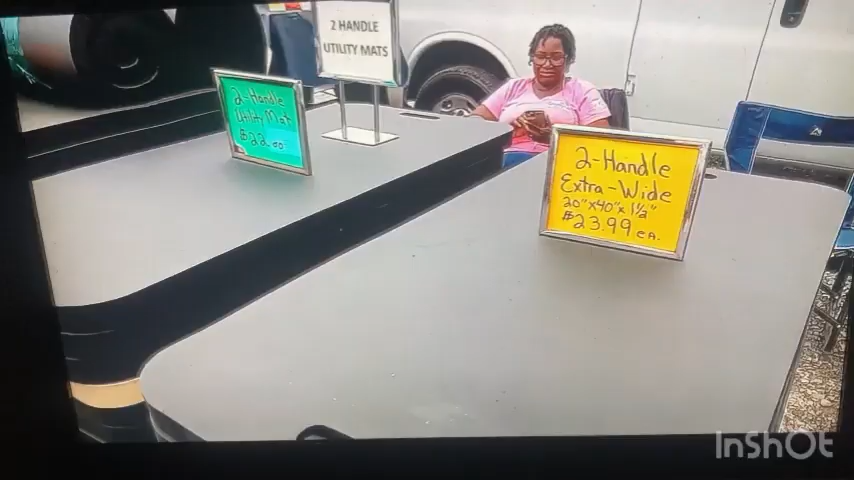 2 HANDLE
UTILITY MATS
2-Handle
Utility Mat
$22.00
2-Handle
Extra-Wide
20"x40"x1½"
$23.99 EA.
InShOt